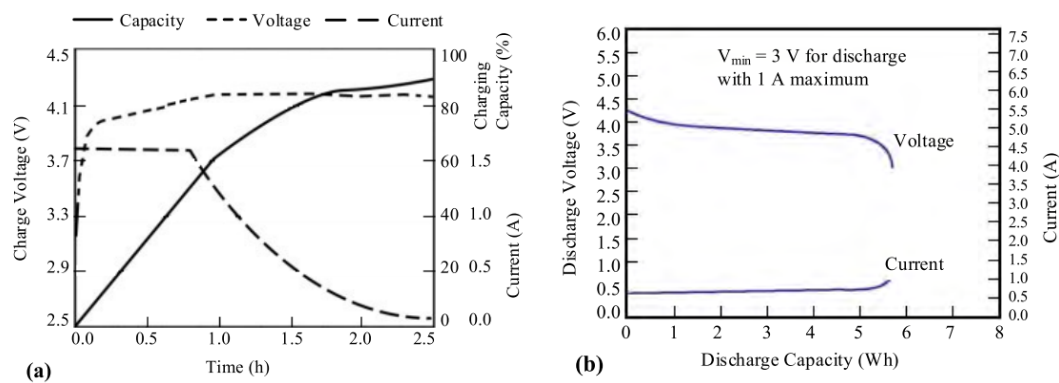 Capacity Voltage Current
4.5
4.1
3.7
3.3
2.9
2.5
Charge Voltage (V)
100
80
60
40
20
0
Charging
Capacity (%)
1.5
1.0
0.5
0.0
Current (A)
0.0 0.5 1.0 1.5 2.0 2.5
Time (h)
(a)
6.0
5.5
5.0
4.5
4.0
3.5
3.0
2.5
2.0
1.5
1.0
0.5
0.0
Discharge Voltage (V)
Vmin = 3 V for discharge
with 1 A maximum
Voltage
Current
7.5
7.0
6.5
6.0
5.5
5.0
4.5
4.0
3.5
3.0
2.5
2.0
1.5
1.0
0.5
0.0
Current (A)
0 1 2 3 4 5 6 7 8
Discharge Capacity (Wh)
(b)